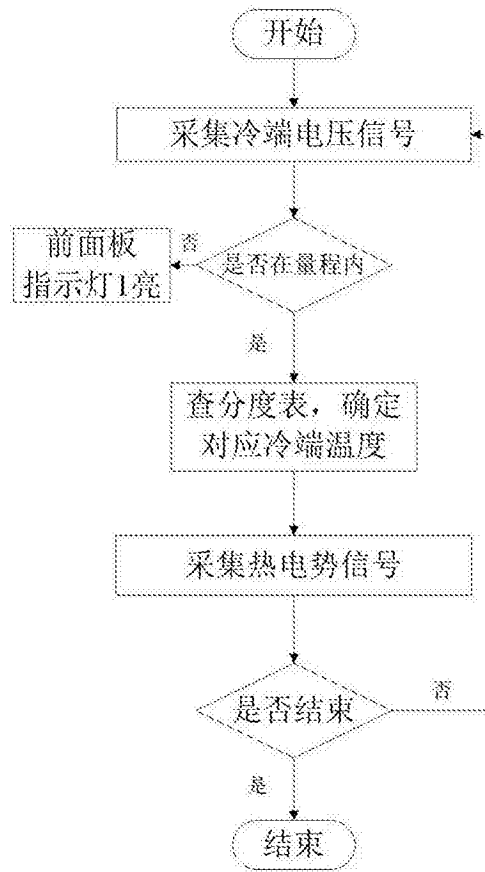 开始
采集冷端电压信号
是否在量程内
否
前面板
指示灯1亮
是
查分度表，确定
对应冷端温度
采集热电势信号
是否结束
否
是
结束